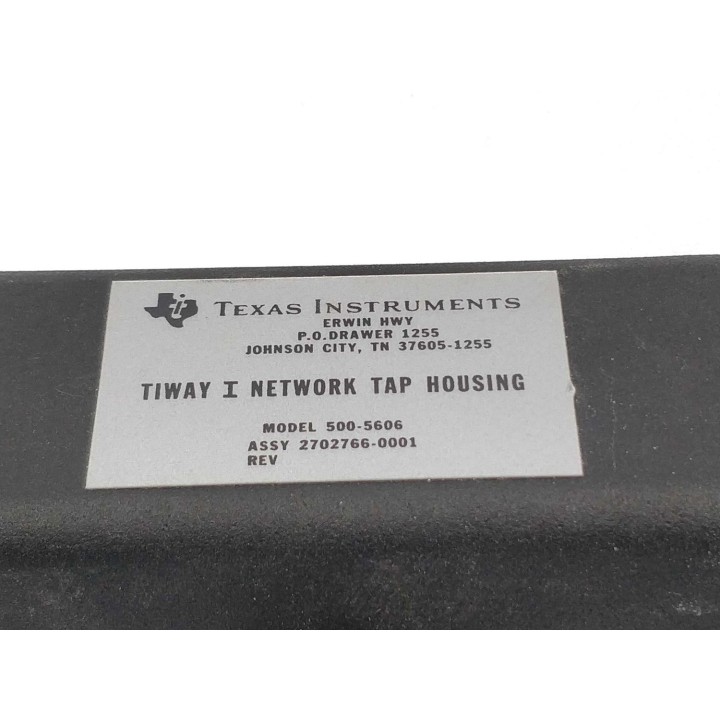 TEXAS INSTRUMENTS
ERWIN HWY
P.O.DRAWER 1255
JOHNSON CITY, TN 37605-1255
TIWAY I NETWORK TAP HOUSING
MODEL 500-5606
ASSY 2702766-0001
REV